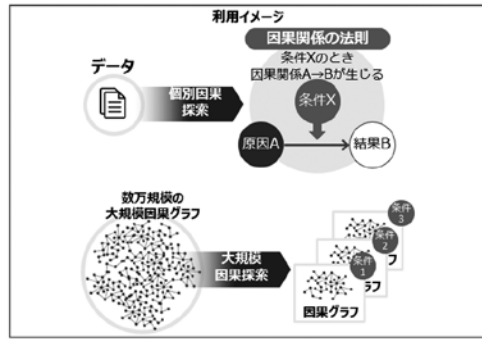 利用イメージ
因果関係の法則
条件Xのとき
因果関係A→Bが生じる
データ
個別因果
探索
条件X
原因A
結果B
数万規模の
大規模因果グラフ
大規模
因果探索
条件
3
条件
2
フ
条件
1
ラフ
因果グラフ